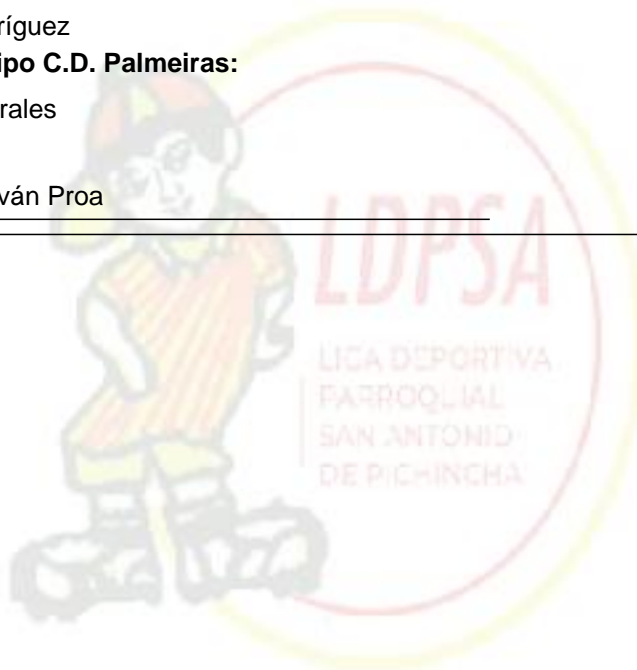 ríguez
ipo C.D. Palmeiras:
rales
ván Proa
LDPSA
LIGA DEPORTIVA
PARROQUIAL
SAN ANTONIO
DE PICHINCHA